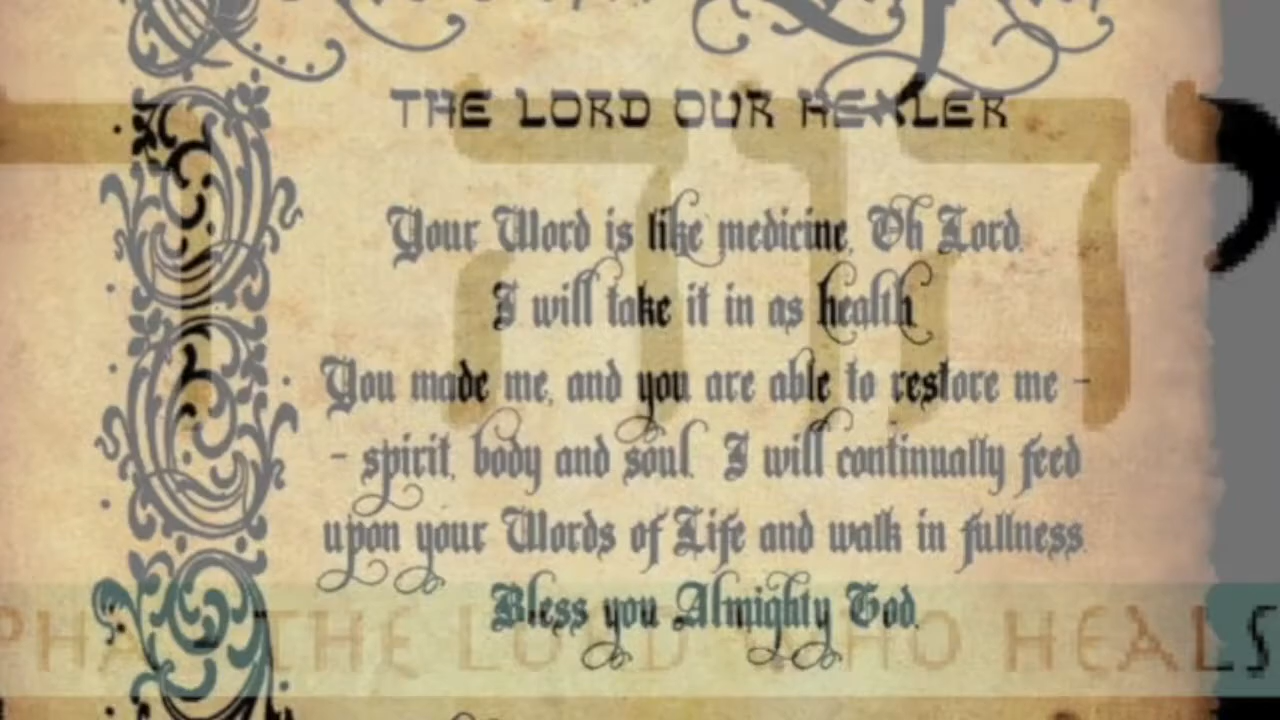 THE LORD OUR HEALER
Your Word is like medicine, Oh Lord.
I will take it in as health
You made me, and you are able to restore me -
- spirit, body and soul. I will continually feed
upon your Words of Life and walk in fullness.
Bless you Almighty God.
THE LORD WHO HEALS